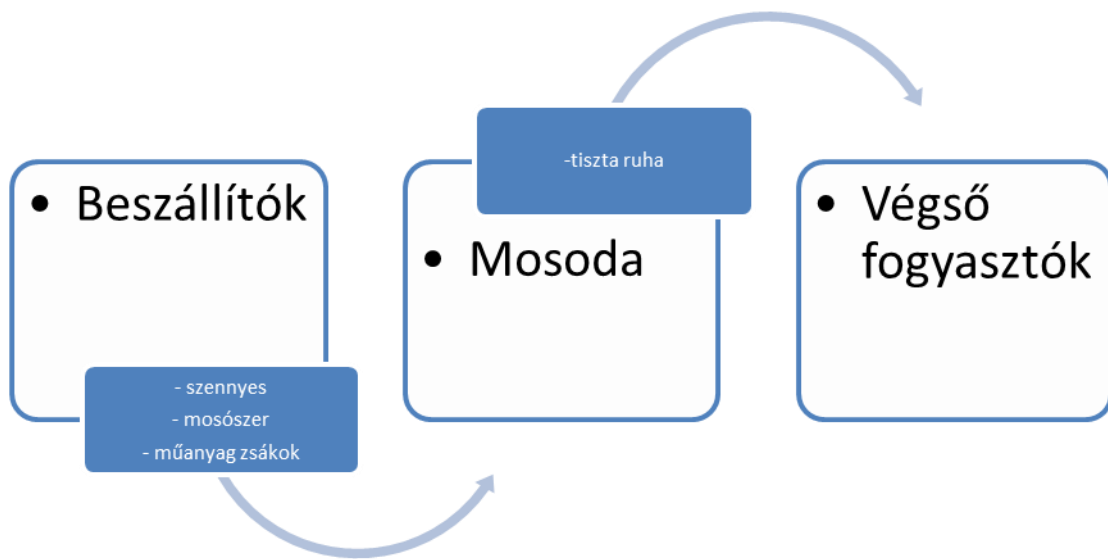 • Beszállítók
- szennyes
- mosószer
- műanyag zsákok
-tiszta ruha
• Mosoda
• Végső
fogyasztók